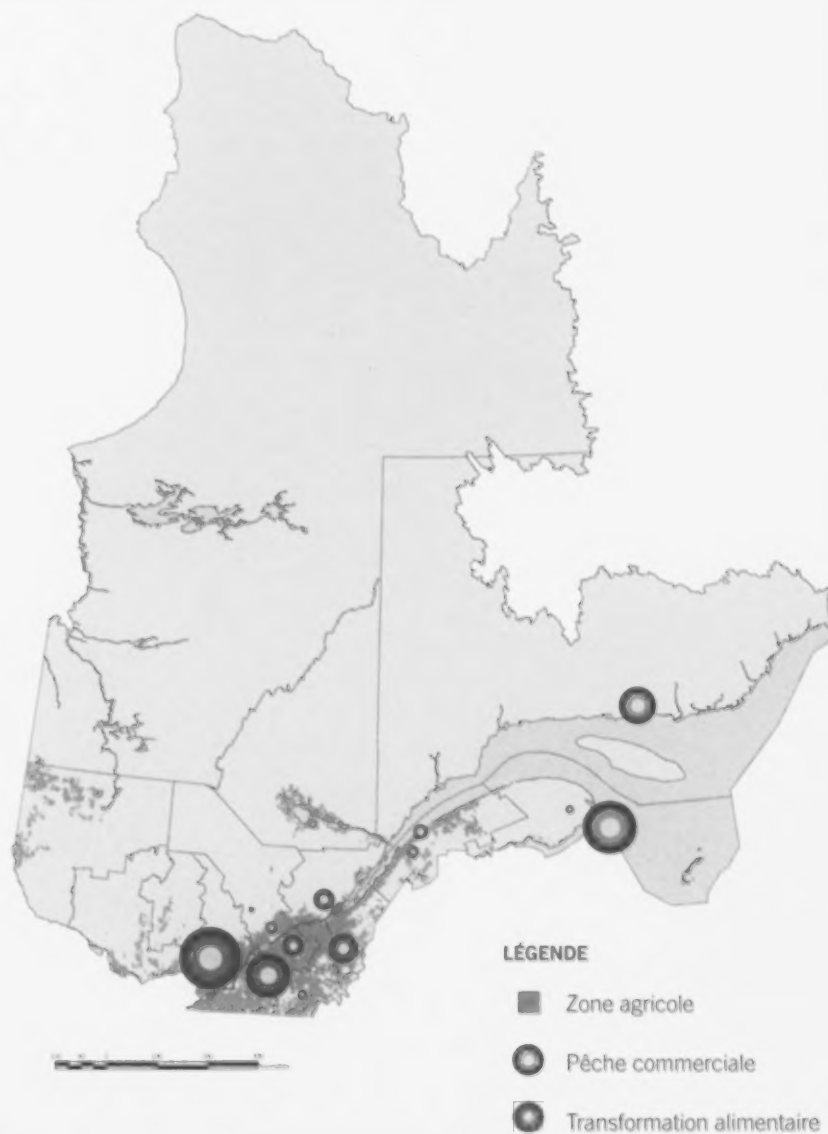 LÉGENDE
Zone agricole
Pêche commerciale
Transformation alimentaire